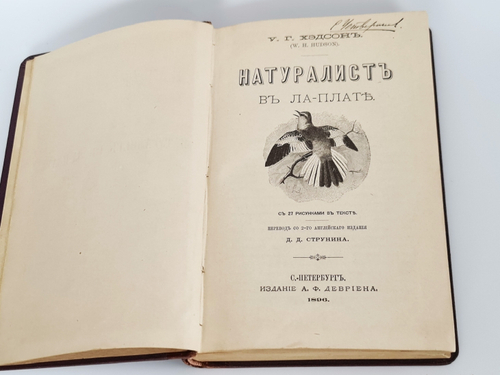 У. Г. ХЭДСОНЪ.
(W. H. HUDSON)
НАТУРАЛИСТЪ
ВЪ ЛА-ПЛАТѢ.
СЪ 27 РИСУНКАМИ ВЪ ТЕКСТѢ.
ПЕРЕВОДЪ СО 2-ГО АНГЛІЙСКАГО ИЗДАНІЯ
Д. Д. СТРУНИНА.
С.-ПЕТЕРБУРГЪ.
ИЗДАНІЕ А. Ф. ДЕВРІЕНА.
1896.